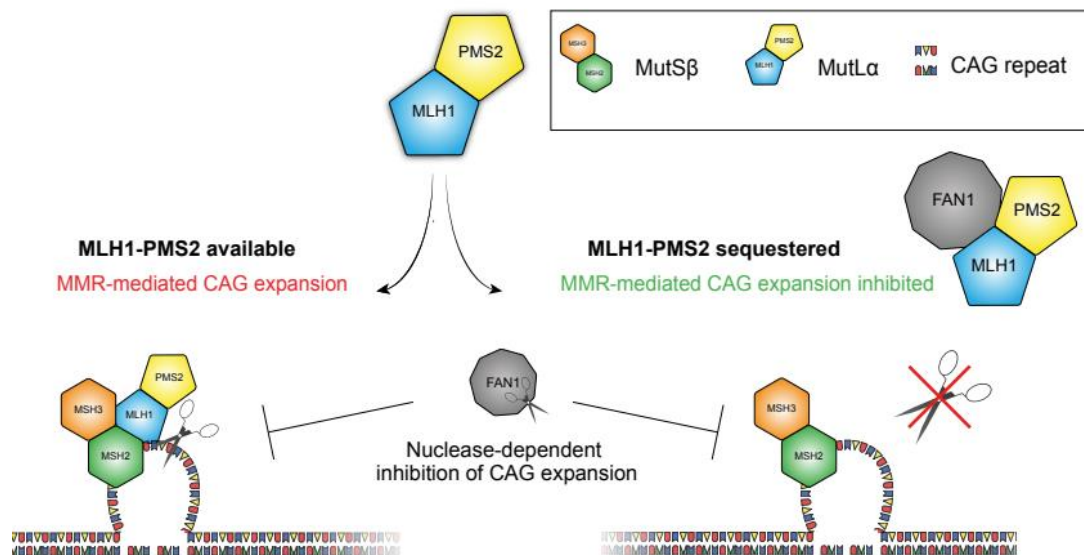 PMS2
MLH1
MSH3
MSH2
MutSβ
PMS2
MLH1
MutLα
CAG repeat
FAN1
PMS2
MLH1
MLH1-PMS2 available
MMR-mediated CAG expansion
MLH1-PMS2 sequestered
MMR-mediated CAG expansion inhibited
PMS2
MSH3
MLH1
MSH2
FAN1
Nuclease-dependent
inhibition of CAG expansion
MSH3
MSH2